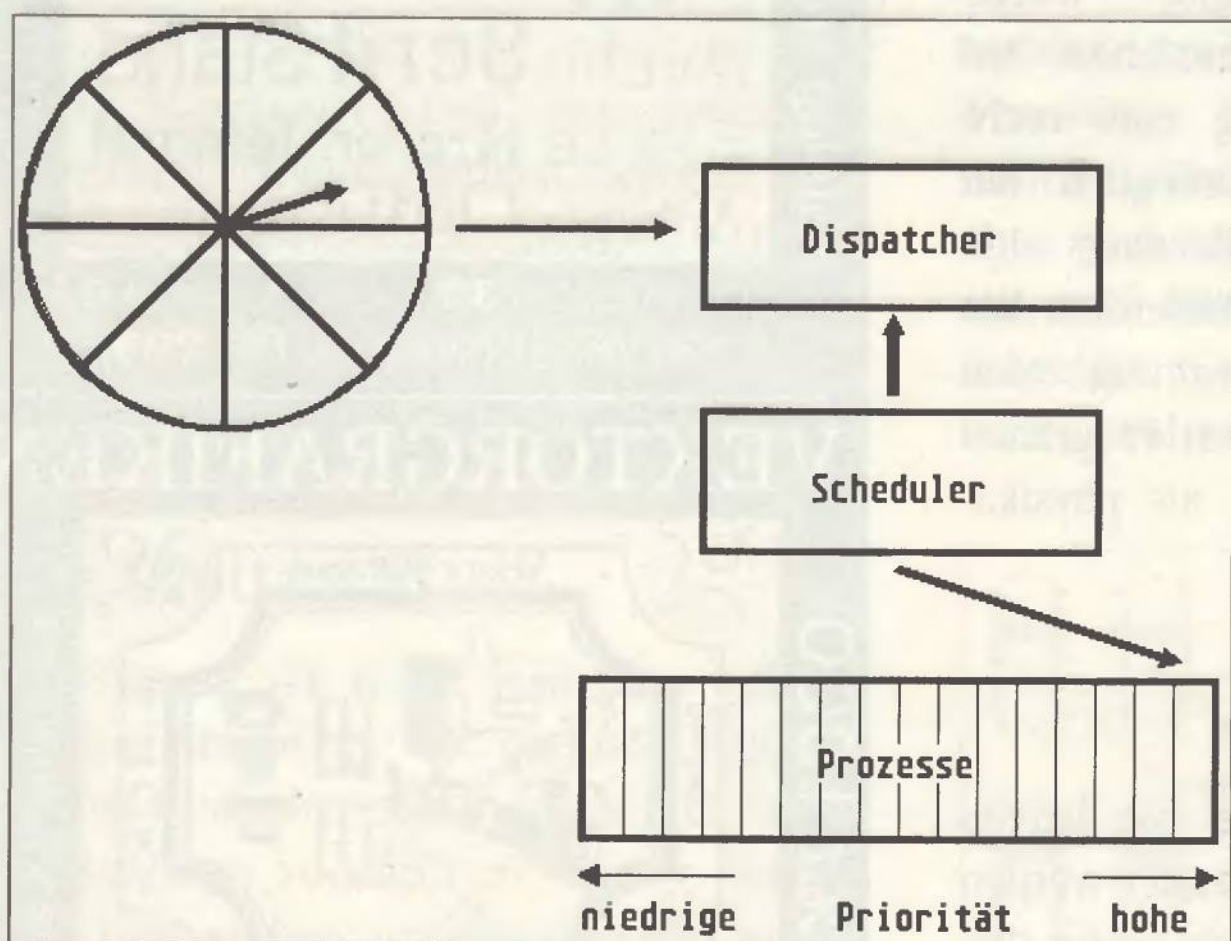 Dispatcher
Scheduler
Prozesse
niedrige Priorität hohe